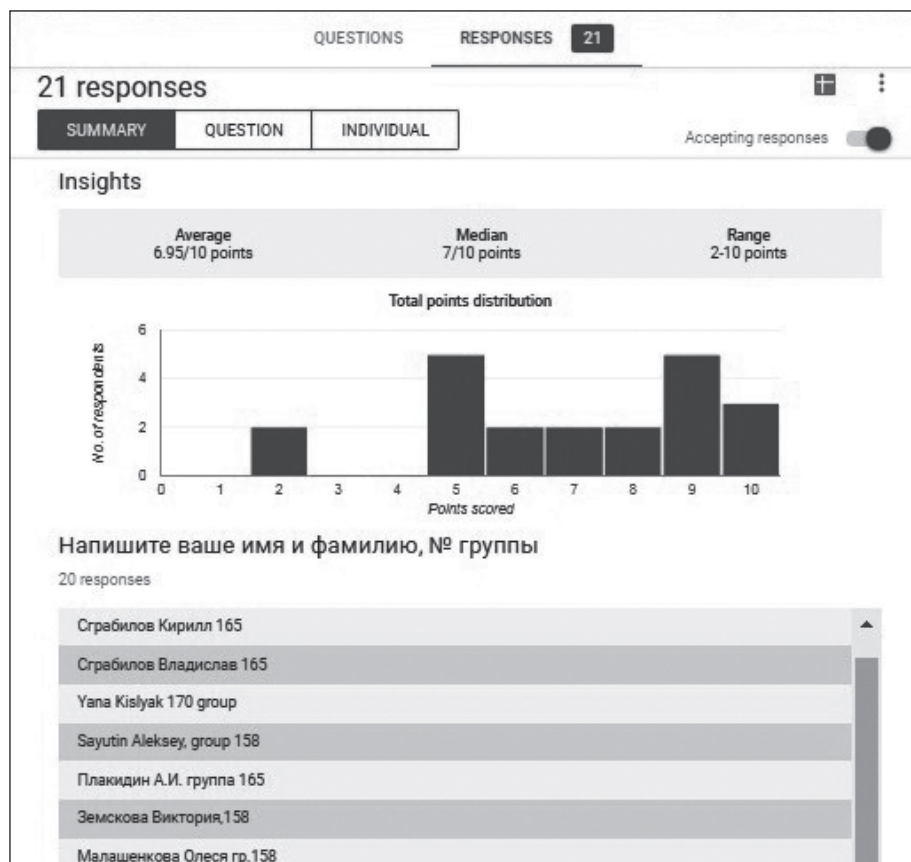 QUESTIONS RESPONSES 21
21 responses
SUMMARY QUESTION INDIVIDUAL
Accepting responses
Insights
Average Median Range
6.95/10 points 7/10 points 2-10 points
Total points distribution
No. of respondents
6
4
2
0
0 1 2 3 4 5 6 7 8 9 10
Points scored
Напишите ваше имя и фамилию, № группы
20 responses
Сграбилов Кирилл 165
Сграбилов Владислав 165
Yana Kislyak 170 group
Sayutin Aleksey, group 158
Плакидин А.И. группа 165
Земскова Виктория,158
Малашенкова Олеся гр.158